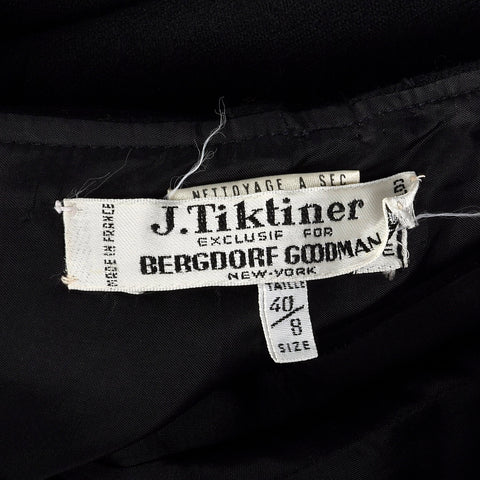 NETTOYAGE A SEC
MADE IN FRANCE
J. Tiktiner
EXCLUSIF FOR
BERGDORF GOODMAN
NEW-YORK
TAILLE
40/8
SIZE